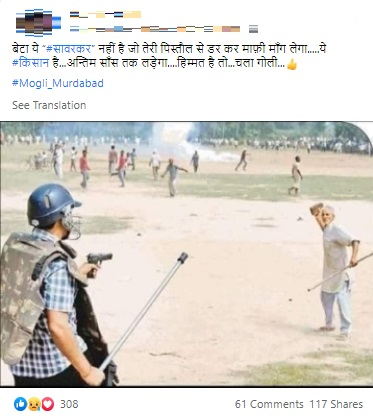 बेटा ये "#सावरकर" नहीं है जो तेरी पिस्तौल से डर कर माफ़ी माँग लेगा.....ये
#किसान है...अन्तिम साँस तक लड़ेगा....हिम्मत है तो...चला गोली...👍
#Mogli_Murdabad
See Translation
308
61 Comments 117 Shares